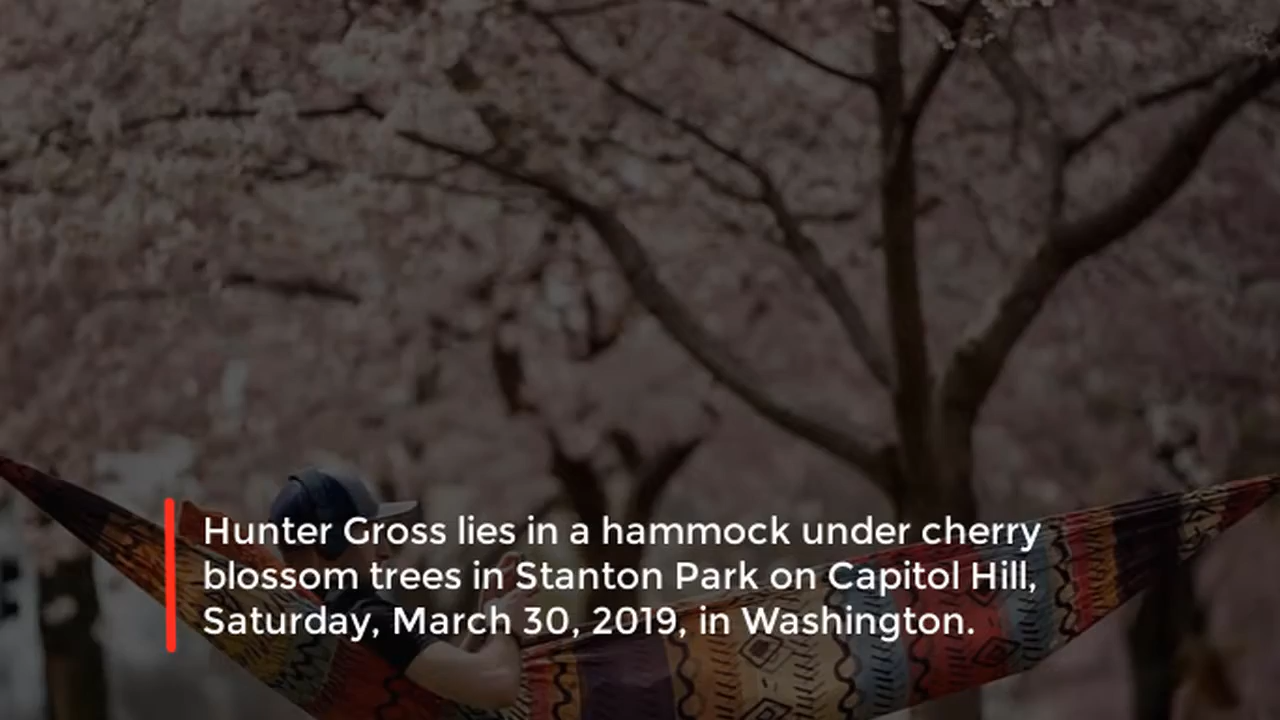 Hunter Gross lies in a hammock under cherry
blossom trees in Stanton Park on Capitol Hill,
Saturday, March 30, 2019, in Washington.